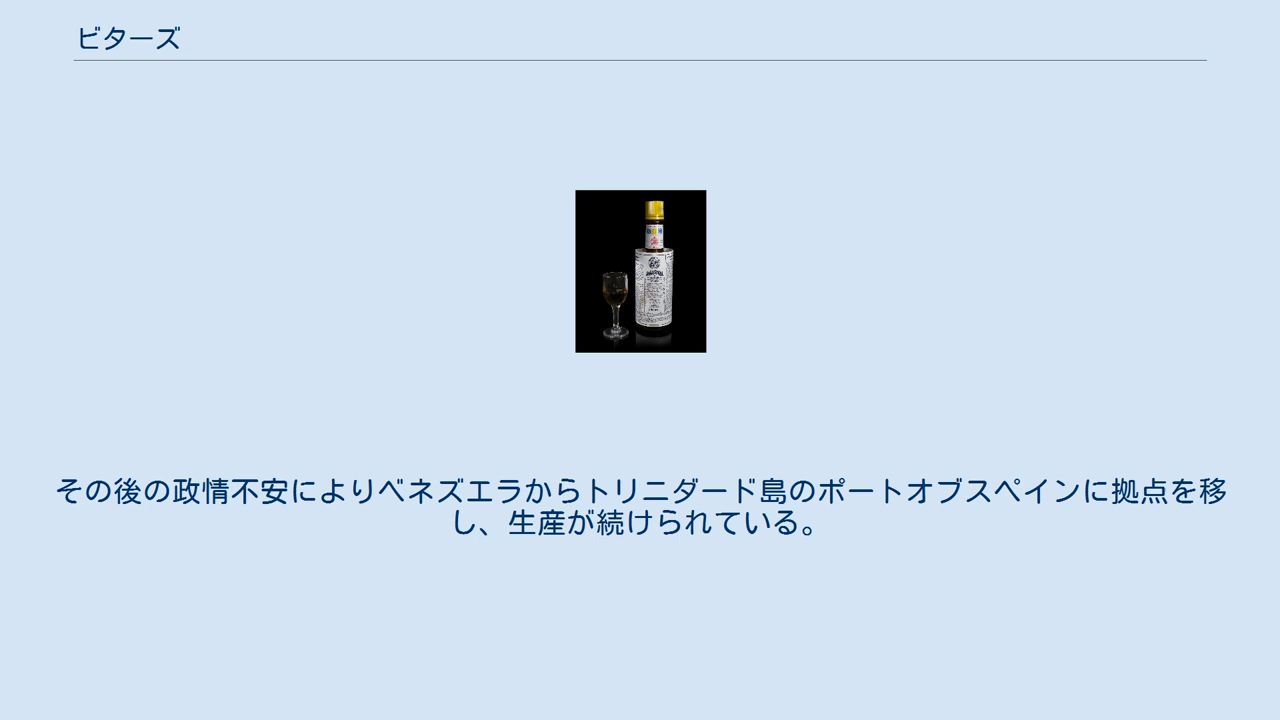 ビターズ
その後の政情不安によりベネズエラからトリニダード島のポートオブスペインに拠点を移
し、生産が続けられている。